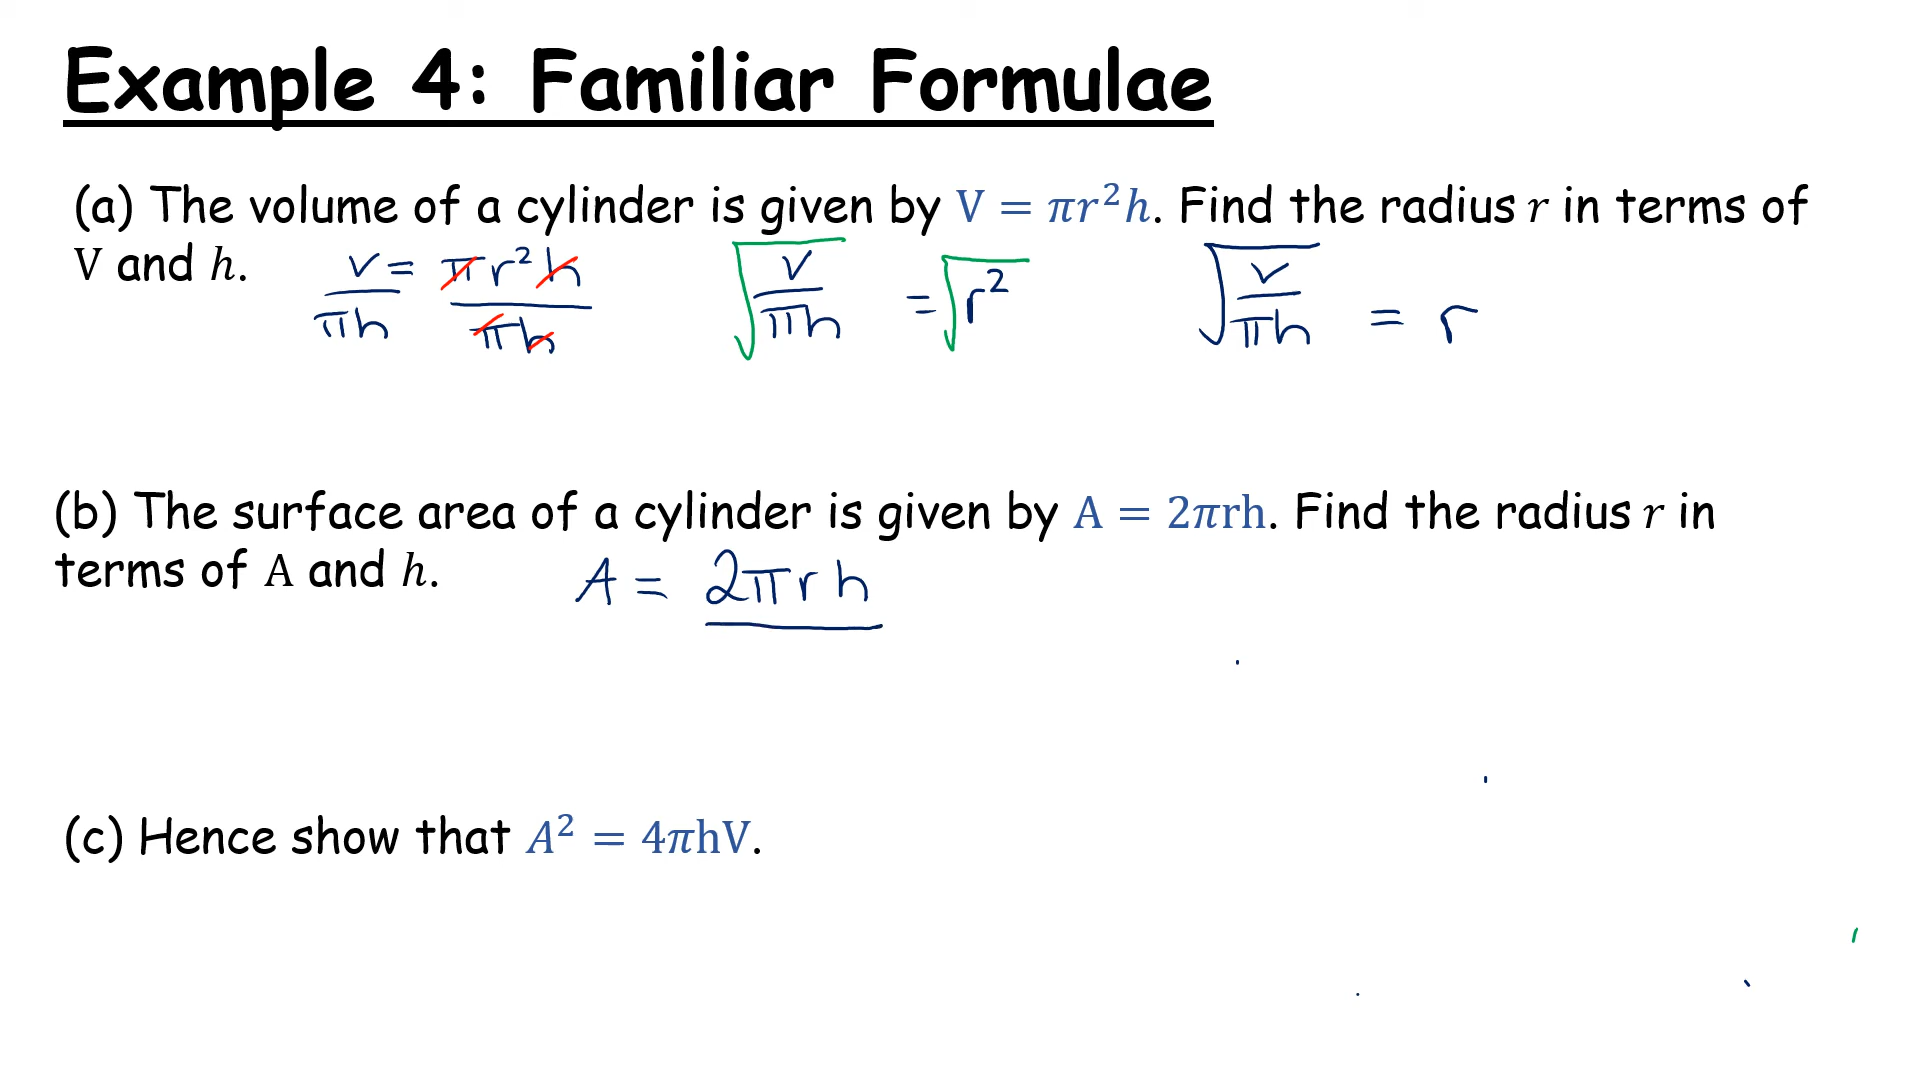 Example 4: Familiar Formulae
(a) The volume of a cylinder is given by V = πr²h. Find the radius r in terms of
V and h.
V/πh = πr²h/πh
√(V/πh) = √r²
√(V/πh) = r
(b) The surface area of a cylinder is given by A = 2πrh. Find the radius r in
terms of A and h.
A = 2πrh
(c) Hence show that A² = 4πhV.